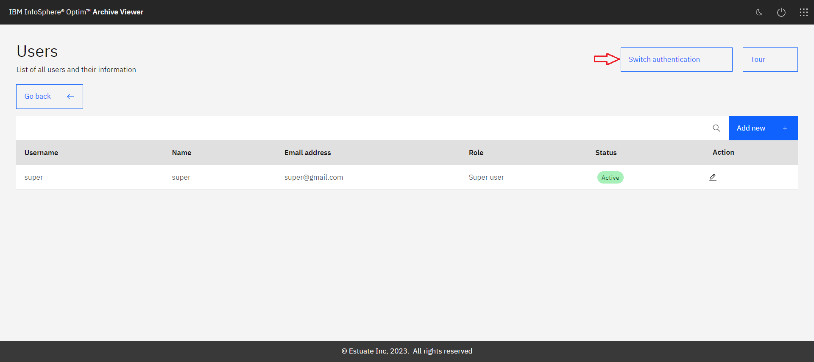 IBM InfoSphere® Optim™ Archive Viewer
Users
List of all users and their information
Switch authentication
Tour
Go back
Add new +
Username Name Email address Role Status Action
super super super@gmail.com Super user Active
© Estuate Inc, 2023. All rights reserved